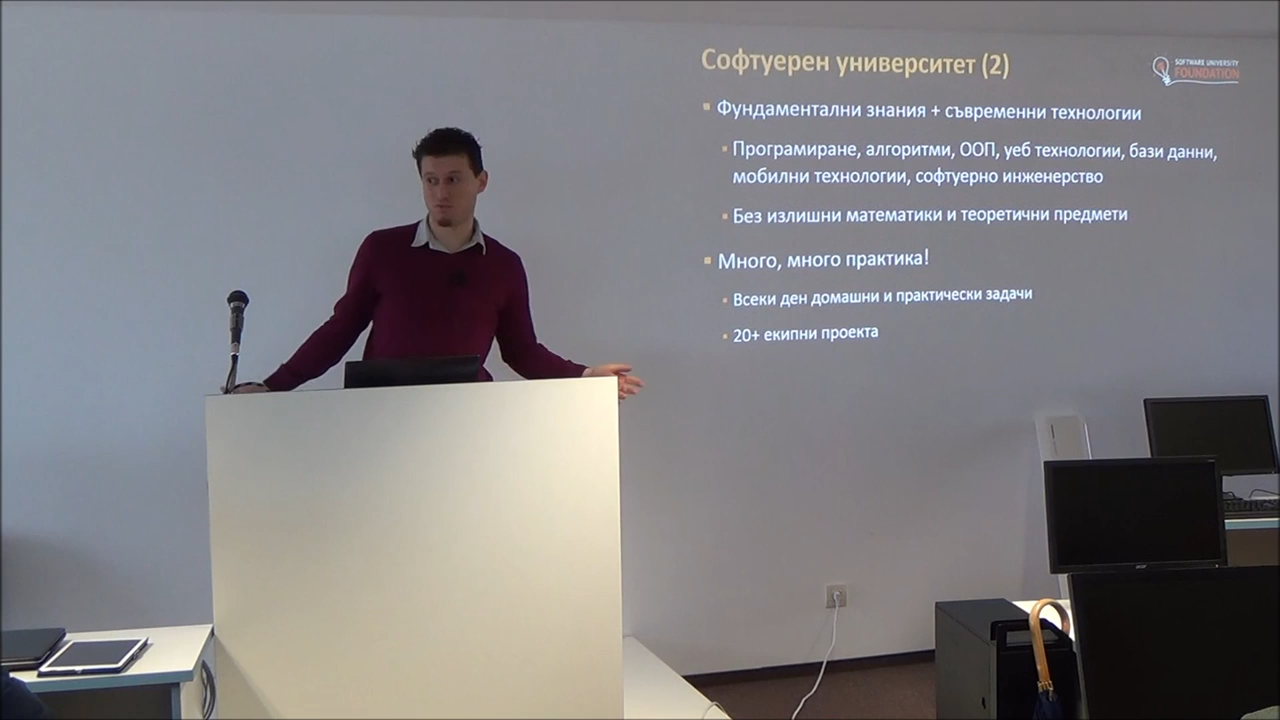 Софтуерен университет (2)
SOFTWARE UNIVERSITY
FOUNDATION
Фундаментални знания + съвременни технологии
Програмиране, алгоритми, ООП, уеб технологии, бази данни,
мобилни технологии, софтуерно инженерство
Без излишни математики и теоретични предмети
Много, много практика!
Всеки ден домашни и практически задачи
20+ екипни проекта
acer